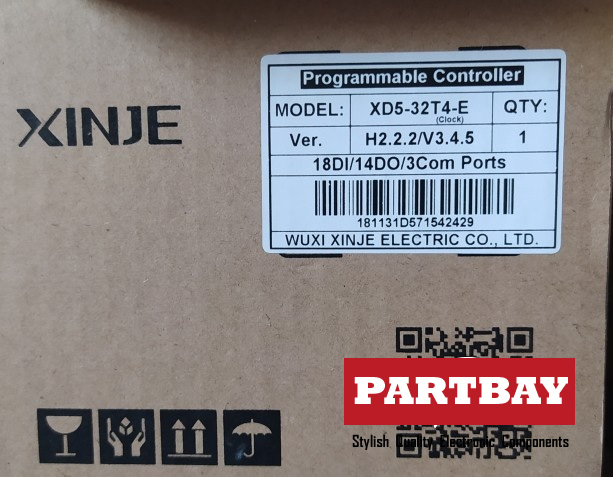 XINJE
Programmable Controller
MODEL: XD5-32T4-E QTY:
(Clock)
Ver. H2.2.2/V3.4.5 1
18DI/14DO/3Com Ports
181131D571542429
WUXI XINJE ELECTRIC CO., LTD.
PARTBAY
Stylish Quality Electronic Components